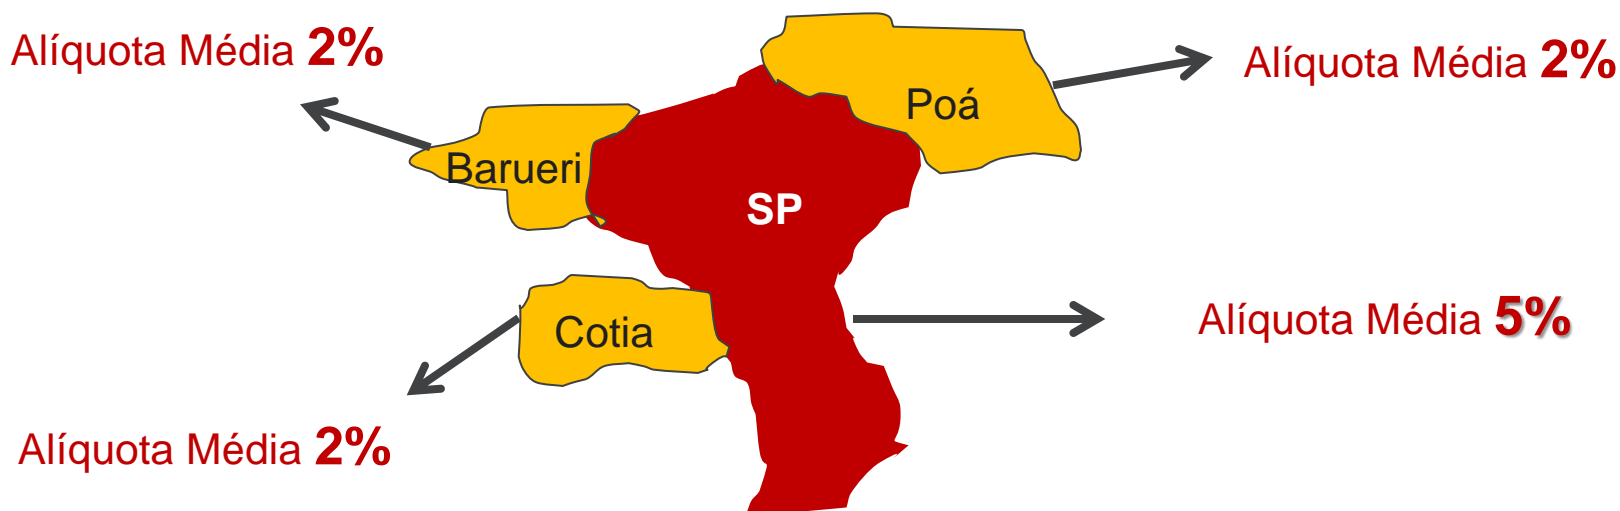 Alíquota Média 2%
Alíquota Média 2%
Poá
Barueri
SP
Alíquota Média 5%
Cotia
Alíquota Média 2%